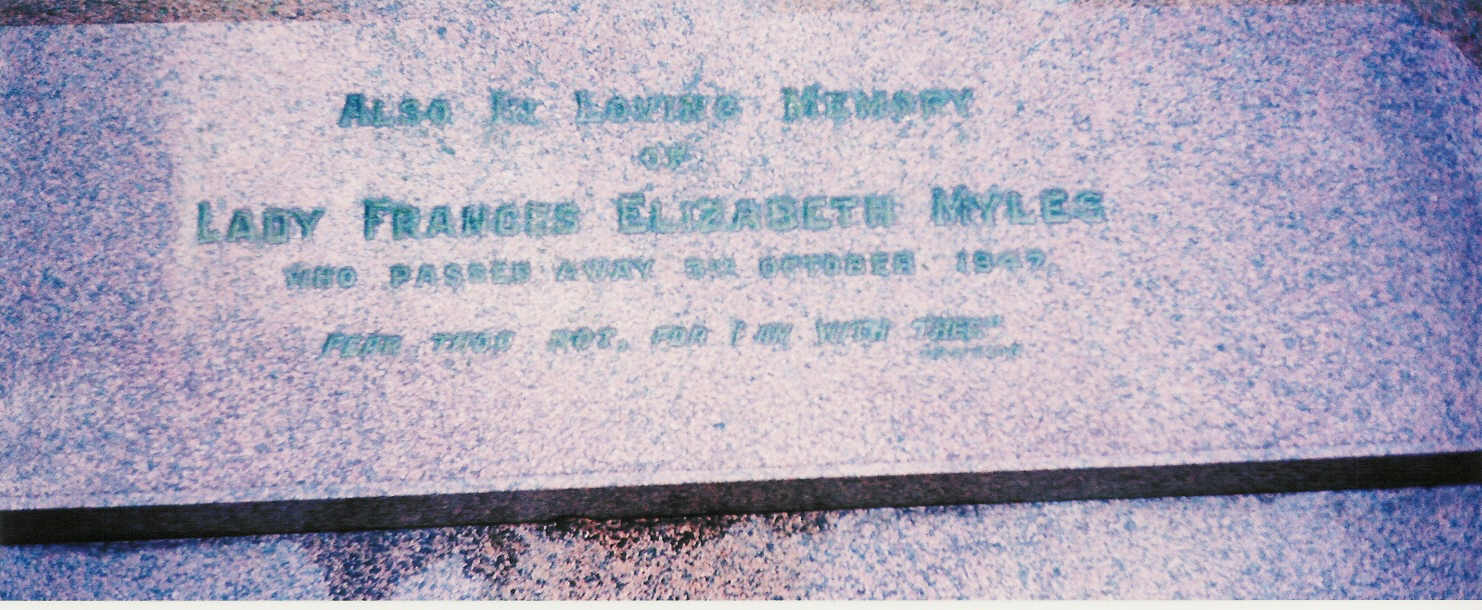 ALSO IN LOVING MEMORY
OF
LADY FRANCES ELIZABETH MYLES
WHO PASSED AWAY OCTOBER
FEAR THOU NOT, FOR I AM WITH THEE"